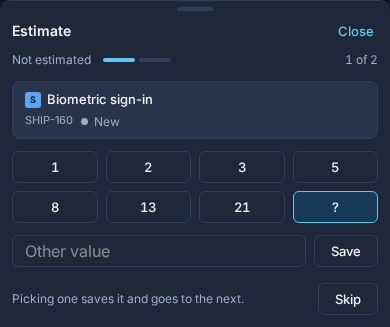 Estimate Close
Not estimated 1 of 2
S Biometric sign-in
SHIP-160 New
1 2 3 5
8 13 21 ?
Other value Save
Picking one saves it and goes to the next. Skip